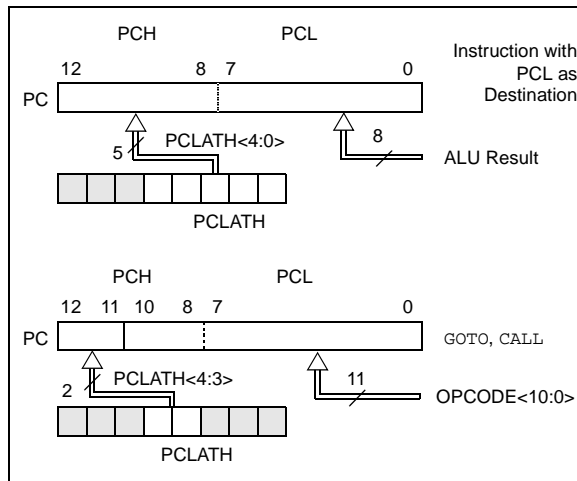 PCH PCL
12 8 7 0
Instruction with
PCL as
Destination
PC
5 PCLATH<4:0> 8
ALU Result
PCLATH
PCH PCL
12 11 10 8 7 0
PC GOTO, CALL
2 PCLATH<4:3> 11
OPCODE<10:0>
PCLATH